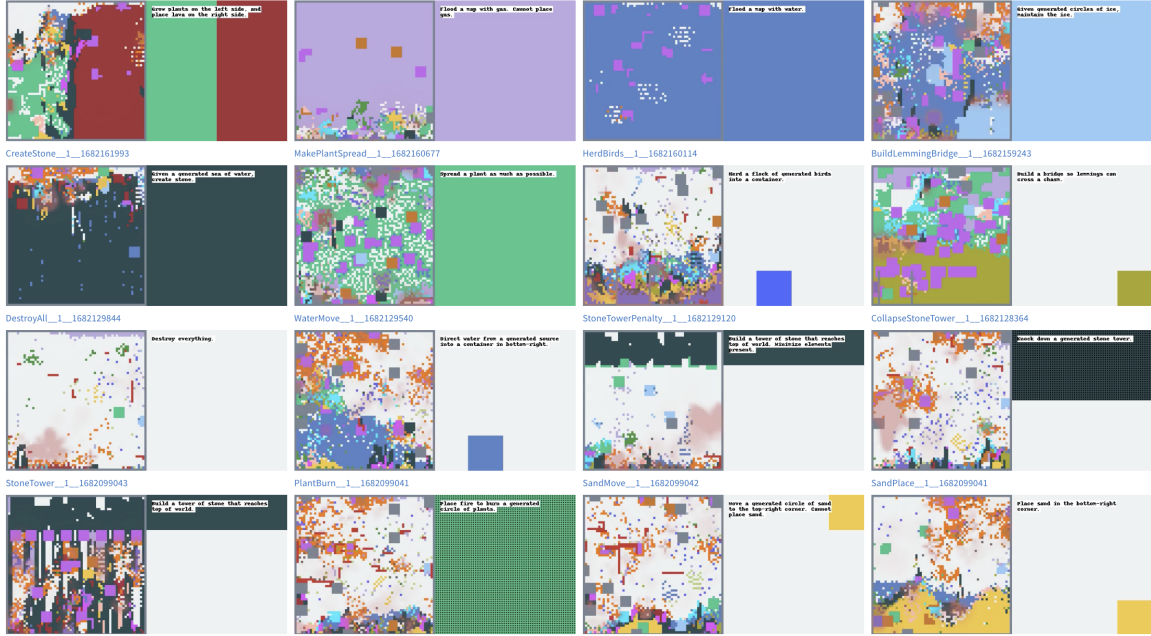 Grow plants on the left side, and
place lava on the right side.
Flood a map with gas. Cannot place
gas.
Flood a map with water.
Given generated circles of ice,
maintain the ice.
CreateStone__1__1682161993
MakePlantSpread__1__1682160677
HerdBirds__1__1682160114
BuildLemmingBridge__1__1682159243
Given a generated sea of water,
create stone.
Spread a plant as much as possible.
Herd a flock of generated birds
into a container.
Build a bridge so lemmings can
cross a chasm.
DestroyAll__1__1682129844
WaterMove__1__1682129540
StoneTowerPenalty__1__1682129120
CollapseStoneTower__1__1682128364
Destroy everything.
Direct water from a generated source
into a container in bottom-right.
Build a tower of stone that reaches
top of world. Minimize elements
present.
Knock down a generated stone tower.
StoneTower__1__1682099043
PlantBurn__1__1682099041
SandMove__1__1682099042
SandPlace__1__1682099041
Build a tower of stone that reaches
top of world.
Place fire to burn a generated
circle of plants.
Move a generated circle of sand
to the top-right corner. Cannot
place sand.
Place sand in the bottom-right
corner.